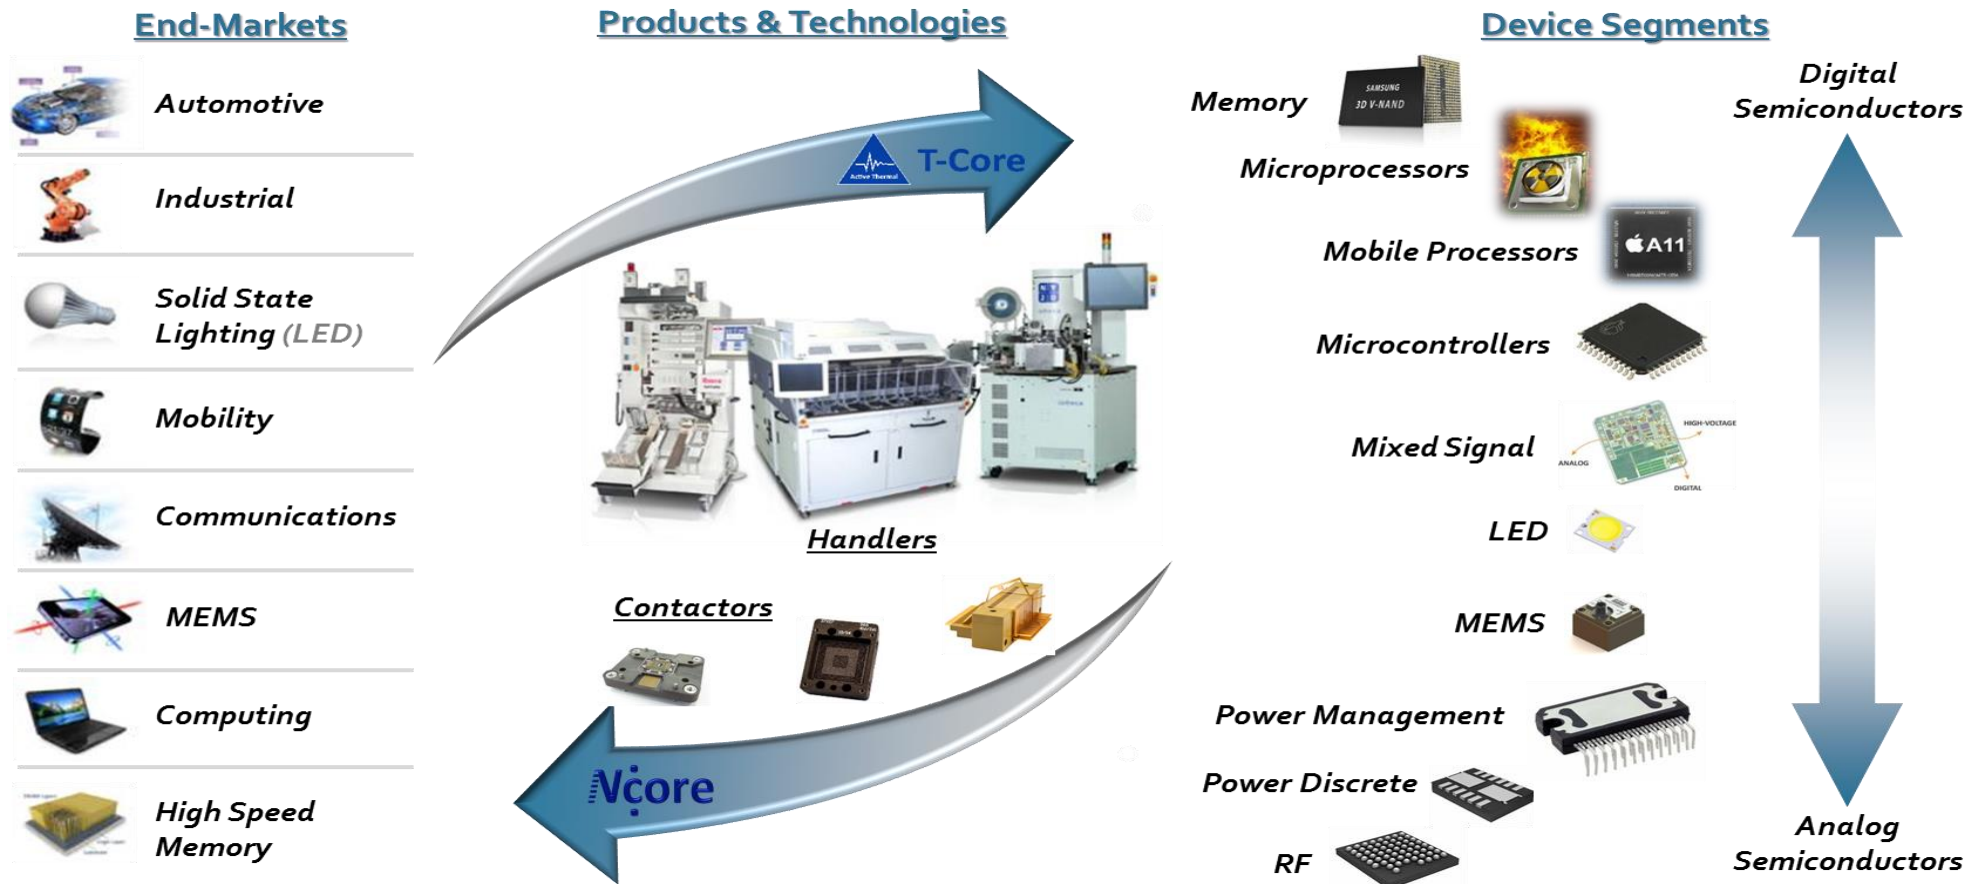 End-Markets
Automotive
Industrial
Solid State
Lighting (LED)
Mobility
Communications
MEMS
Computing
High Speed
Memory
Products & Technologies
Active Thermal
T-Core
Handlers
Contactors
Ncore
Device Segments
Memory
SAMSUNG
3D V-NAND
Microprocessors
Mobile Processors
A11
Microcontrollers
Mixed Signal
HIGH-VOLTAGE
ANALOG
DIGITAL
LED
MEMS
Power Management
Power Discrete
RF
Digital
Semiconductors
Analog
Semiconductors